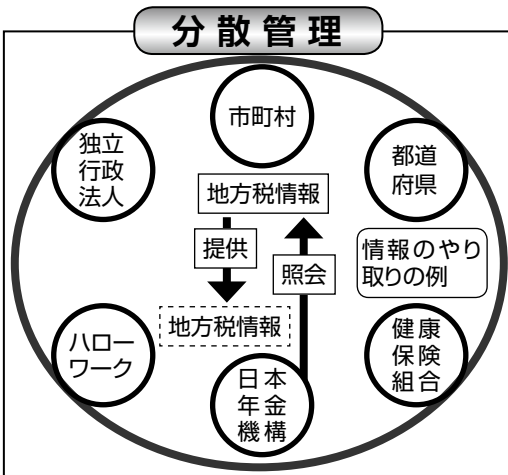 分散管理
市町村
独立
行政
法人
都道
府県
地方税情報
提供
照会
情報のやり
取りの例
地方税情報
ハロー
ワーク
日本
年金
機構
健康
保険
組合